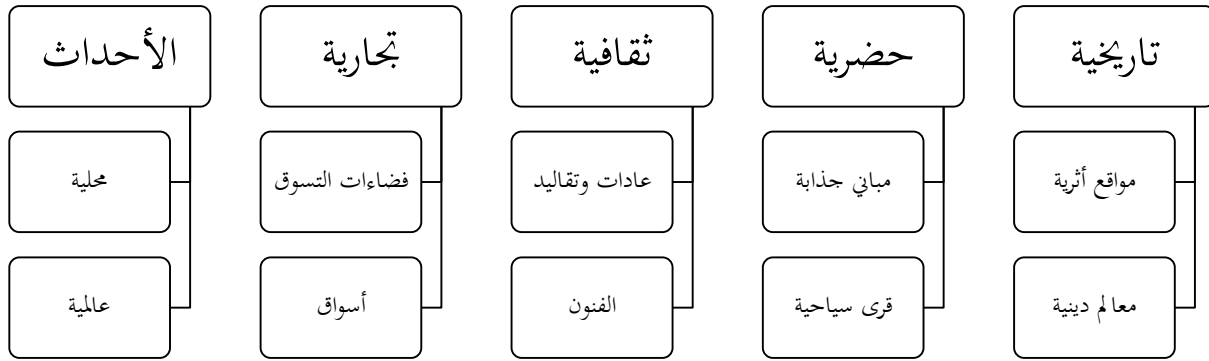 تاريخية
حضرية
ثقافية
تجارية
الأحداث
مواقع أثرية
مباني جذابة
عادات وتقاليد
فضاءات التسوق
محلية
معالم دينية
قرى سياحية
الفنون
أسواق
عالمية